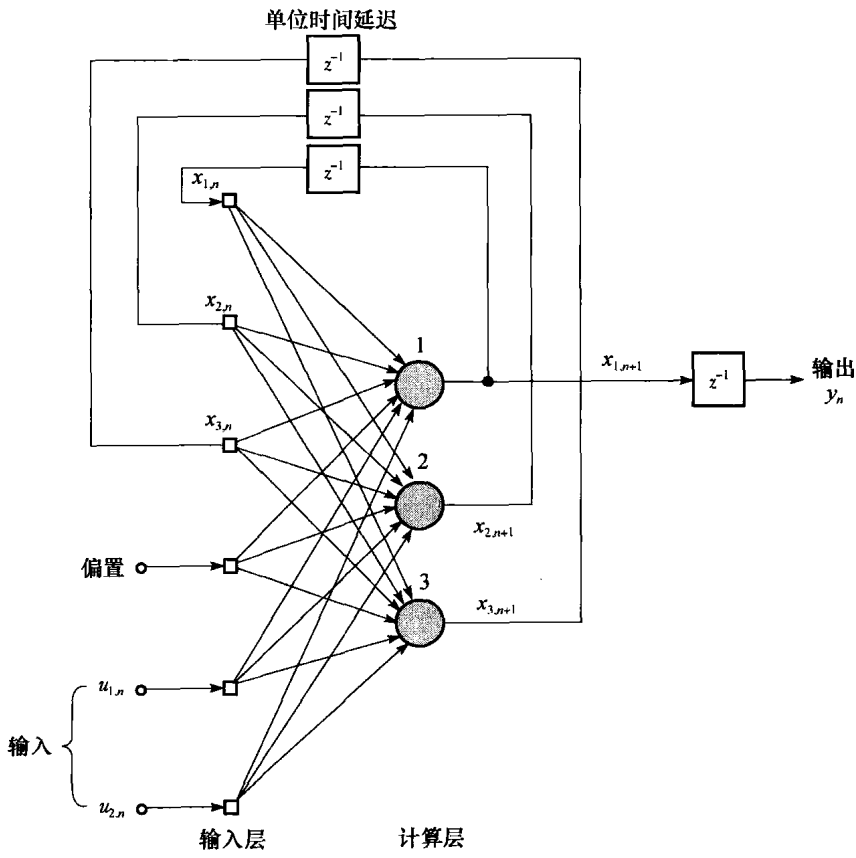 单位时间延迟
z⁻¹
z⁻¹
z⁻¹
x₁,ₙ
x₂,ₙ
1
x₁,ₙ₊₁
z⁻¹
输出
yₙ
x₃,ₙ
2
x₂,ₙ₊₁
偏置
3
x₃,ₙ₊₁
u₁,ₙ
输入
u₂,ₙ
输入层
计算层